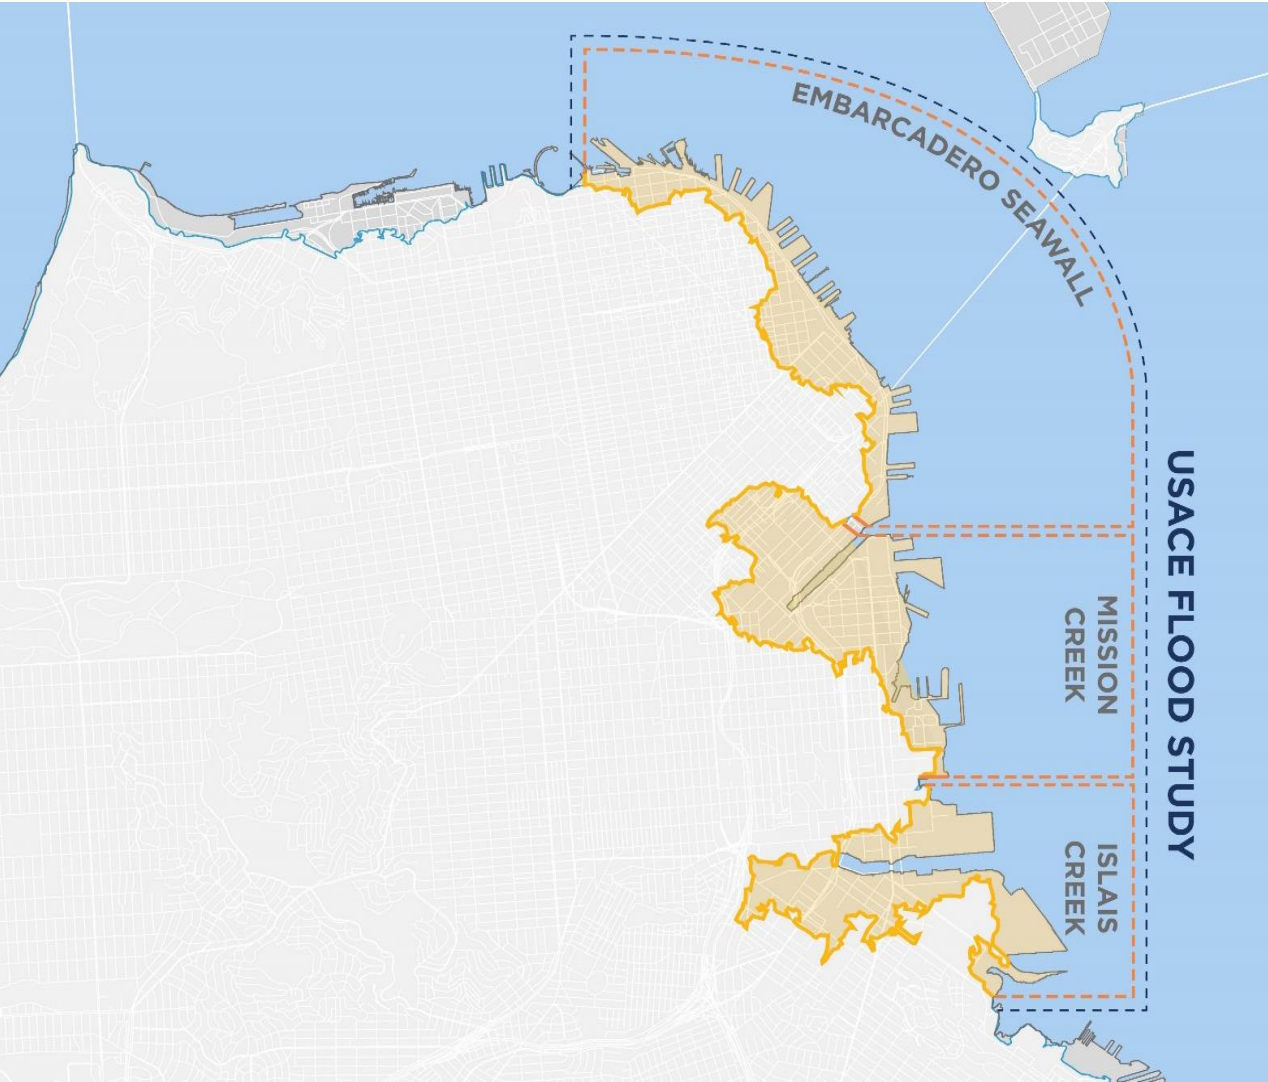 EMBARCADERO SEAWALL
USACE FLOOD STUDY
MISSION
CREEK
ISLAIS
CREEK